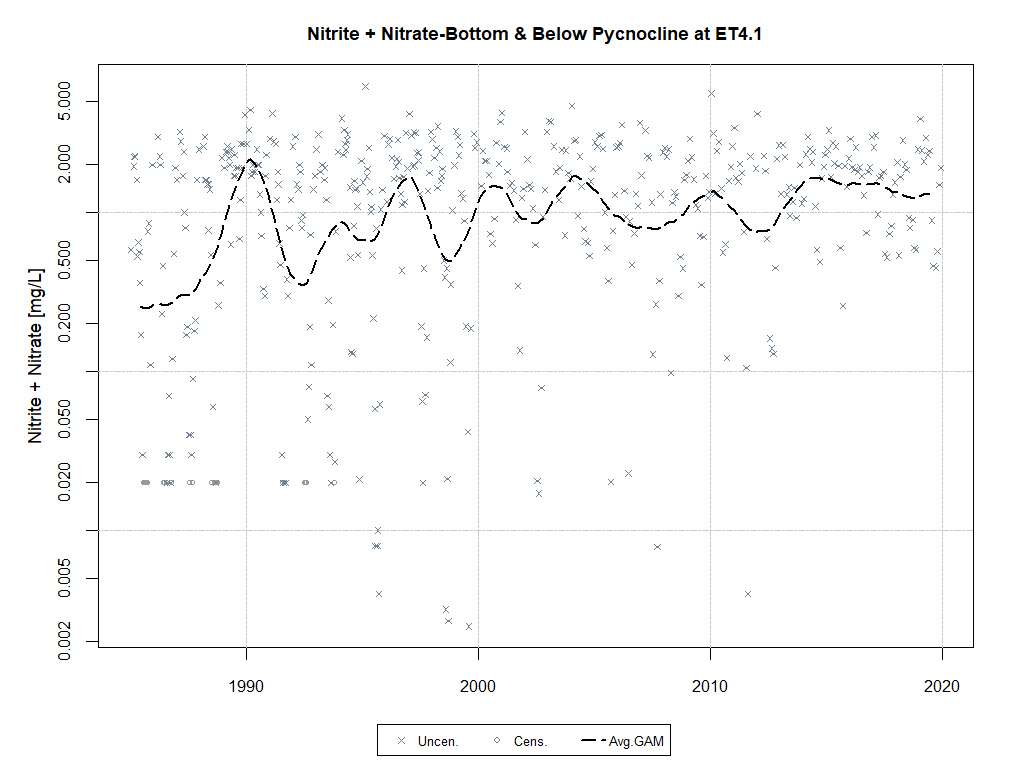 Nitrite + Nitrate-Bottom & Below Pycnocline at ET4.1
Nitrite + Nitrate [mg/L]
5.000
2.000
0.500
0.200
0.050
0.020
0.005
0.002
1990
2000
2010
2020
Uncen.
Cens.
Avg.GAM